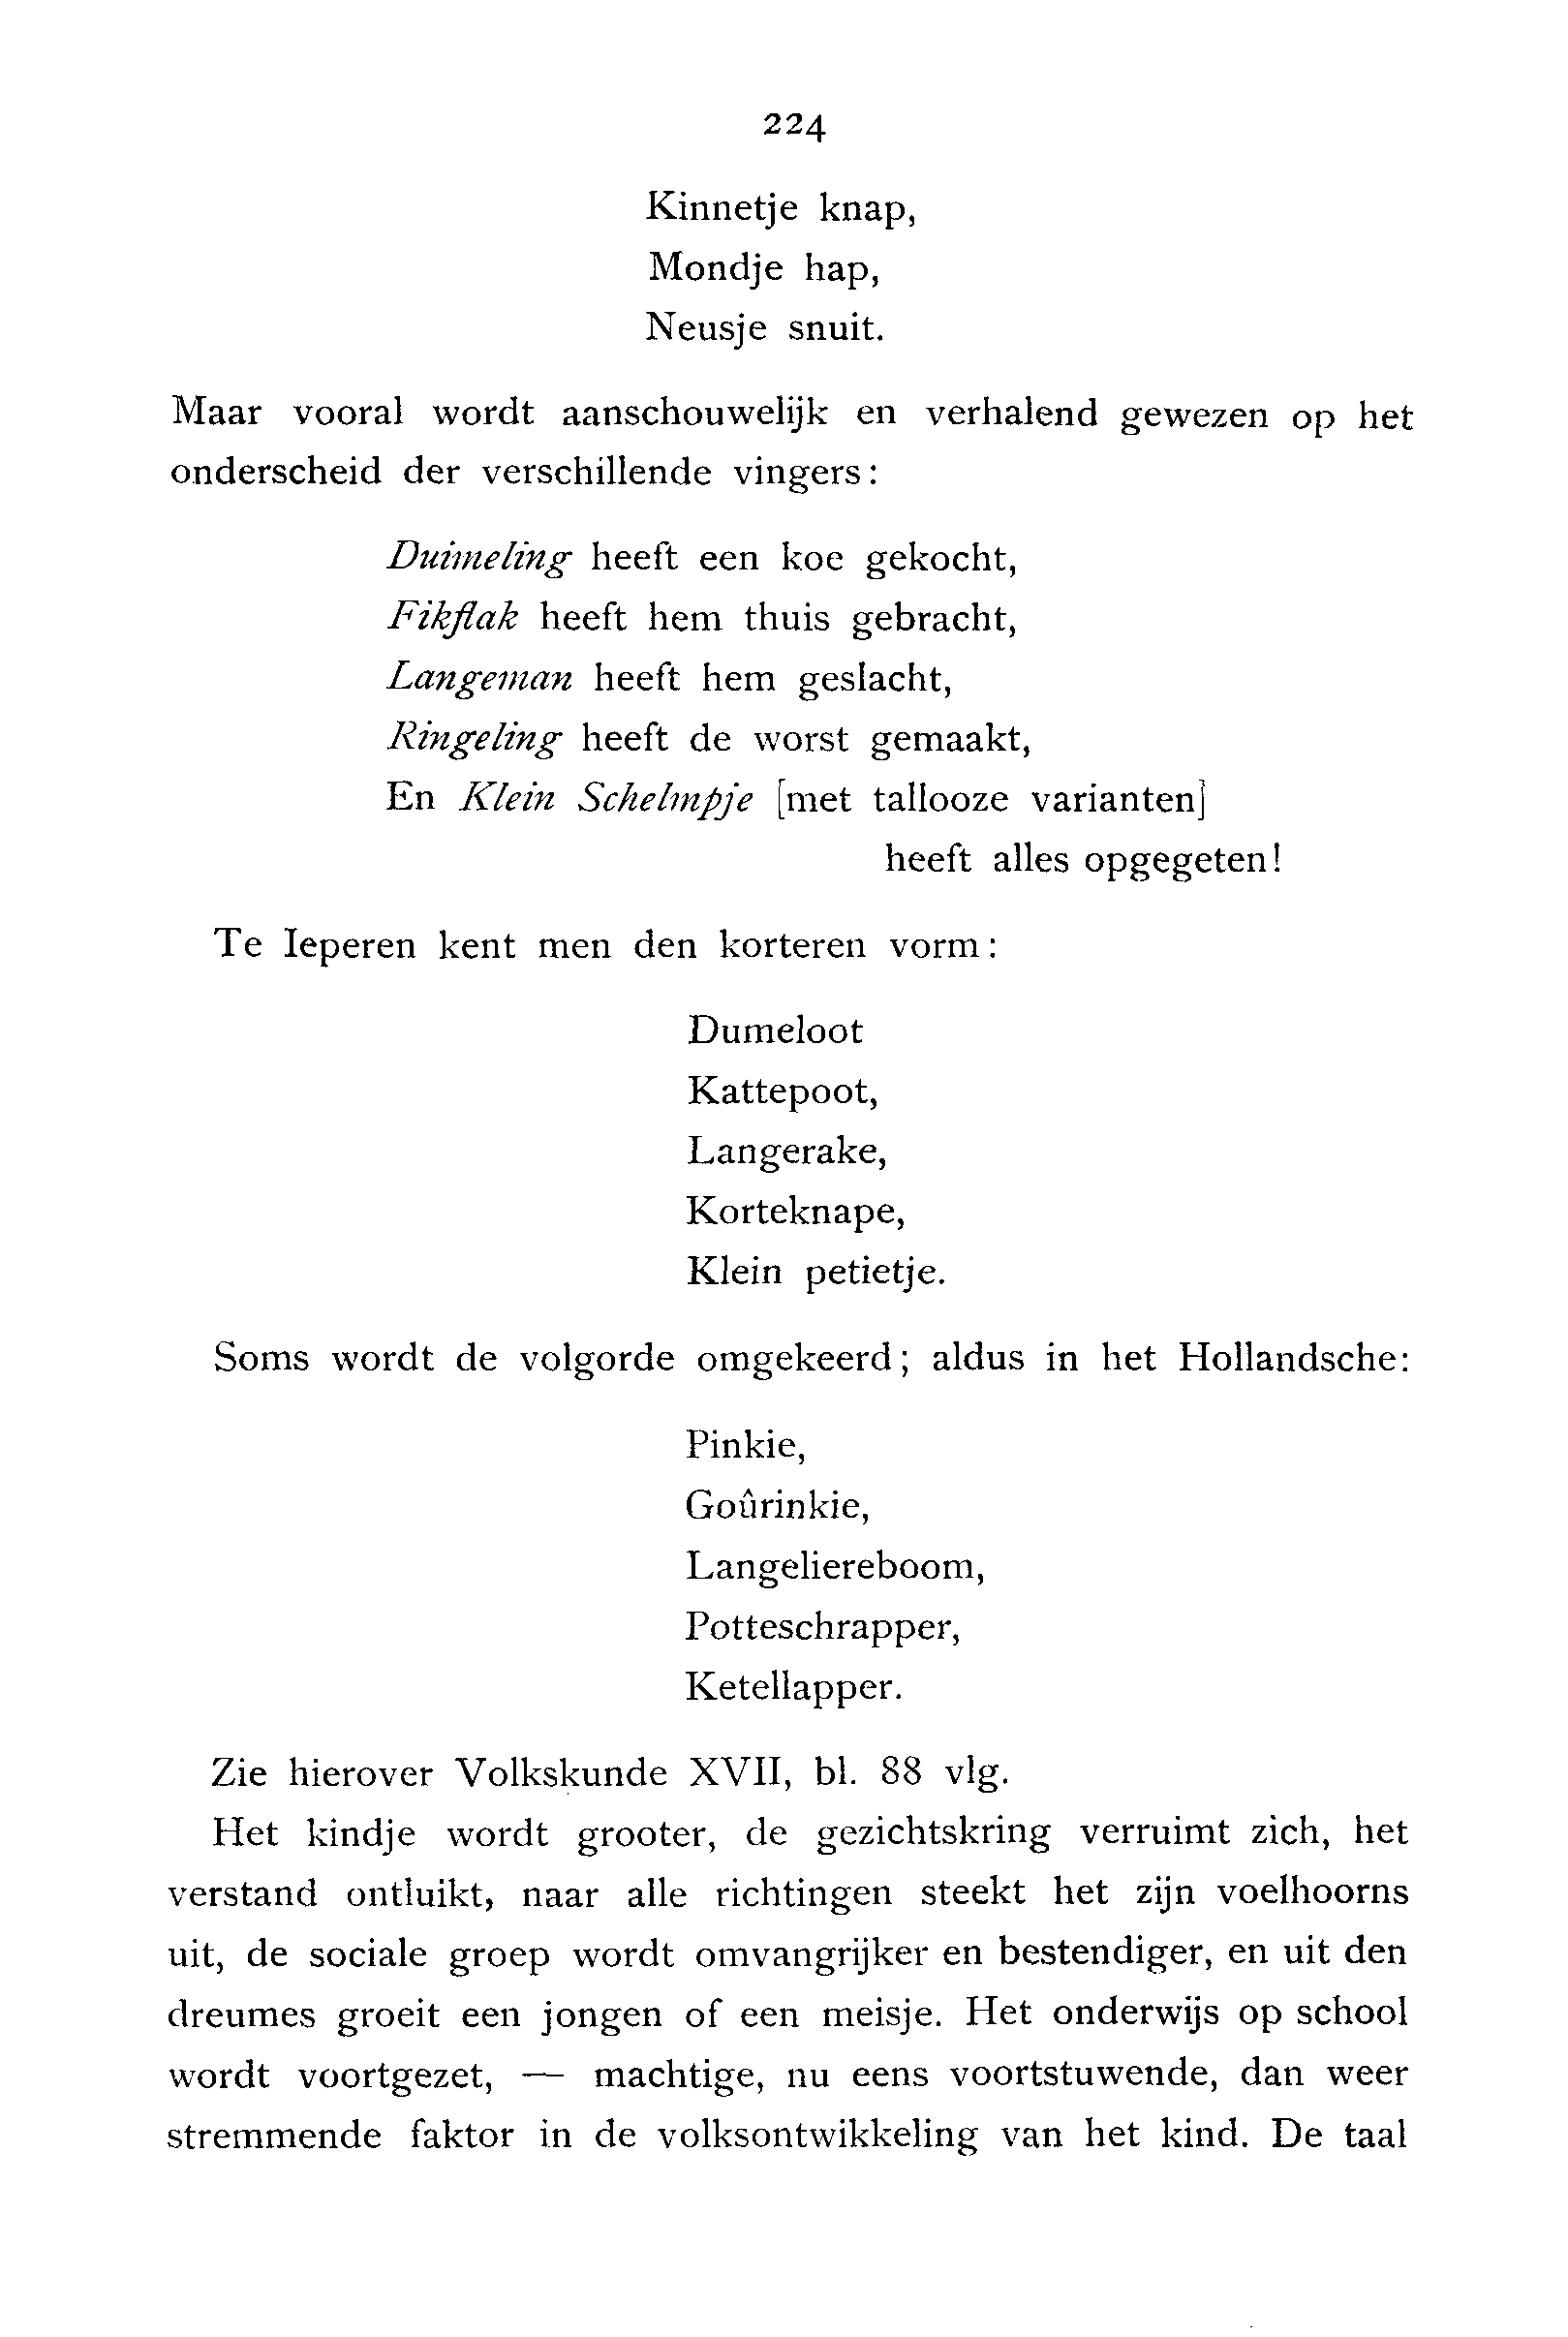 224
Kinnetje knap,
Mondje hap,
Neusje snuit.
Maar vooral wordt aanschouwelijk en verhalend gewezen op het
onderscheid der verschillende vingers:
Duimeling heeft een koe gekocht,
Fikflak heeft hem thuis gebracht,
Langeman heeft hem geslacht,
Ringeling heeft de worst gemaakt,
En Klein Schelmpje [met tallooze varianten]
heeft alles opgegeten!
Te Ieperen kent men den korteren vorm:
Dumeloot
Kattepoot,
Langerake,
Korteknape,
Klein petietje.
Soms wordt de volgorde omgekeerd; aldus in het Hollandsche:
Pinkie,
Goûrinkie,
Langeliereboom,
Potteschrapper,
Ketellapper.
Zie hierover Volkskunde XVII, bl. 88 vlg.
Het kindje wordt grooter, de gezichtskring verruimt zich, het
verstand ontluikt, naar alle richtingen steekt het zijn voelhoorns
uit, de sociale groep wordt omvangrijker en bestendiger, en uit den
dreumes groeit een jongen of een meisje. Het onderwijs op school
wordt voortgezet, — machtige, nu eens voortstuwende, dan weer
stremmende faktor in de volksontwikkeling van het kind. De taal